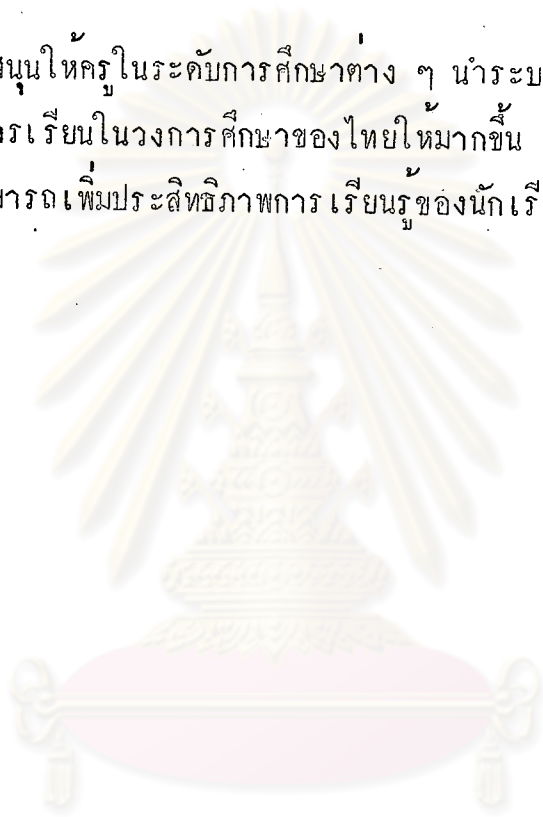 นุนให้ครูในระดับการศึกษาต่าง ๆ นำระบ
รเรียนในวงการศึกษาของไทยให้มากขึ้น
ารถเพิ่มประสิทธิภาพการเรียนรู้ของนักเรี